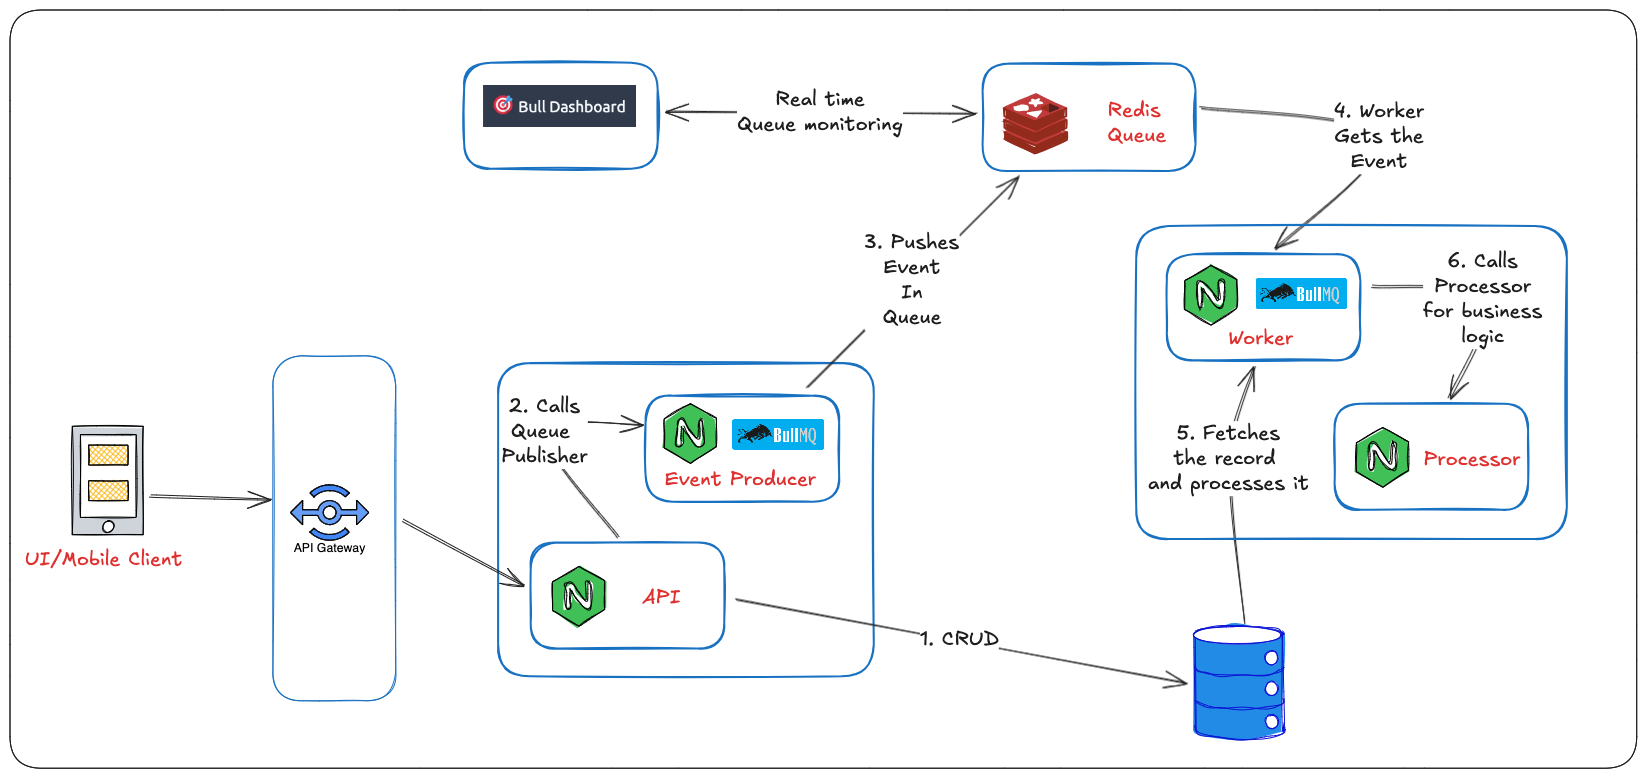 Bull Dashboard
Real time
Queue monitoring
Redis
Queue
4. Worker
Gets the
Event
3. Pushes
Event
In
Queue
BullMQ
Worker
6. Calls
Processor
for business
logic
2. Calls
Queue
Publisher
N
BullMQ
Event Producer
N
5. Fetches
the record
and processes it
N
Processor
API Gateway
UI/Mobile Client
N
API
1. CRUD